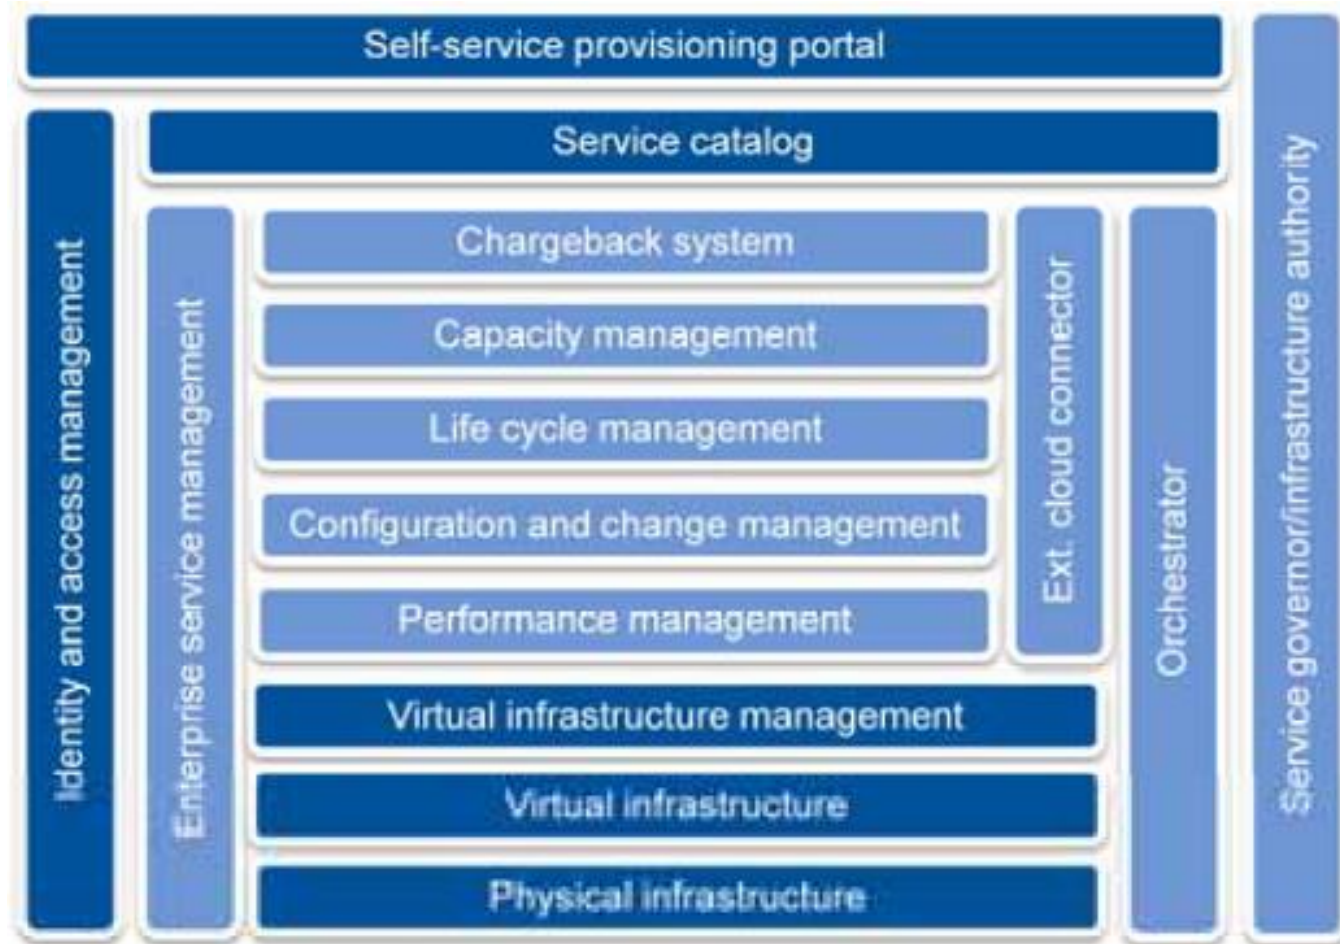 Self-service provisioning portal
Service catalog
Identity and access management
Enterprise service management
Chargeback system
Capacity management
Life cycle management
Configuration and change management
Performance management
Virtual infrastructure management
Virtual infrastructure
Physical infrastructure
Ext. cloud connector
Orchestrator
Service governor/infrastructure authority